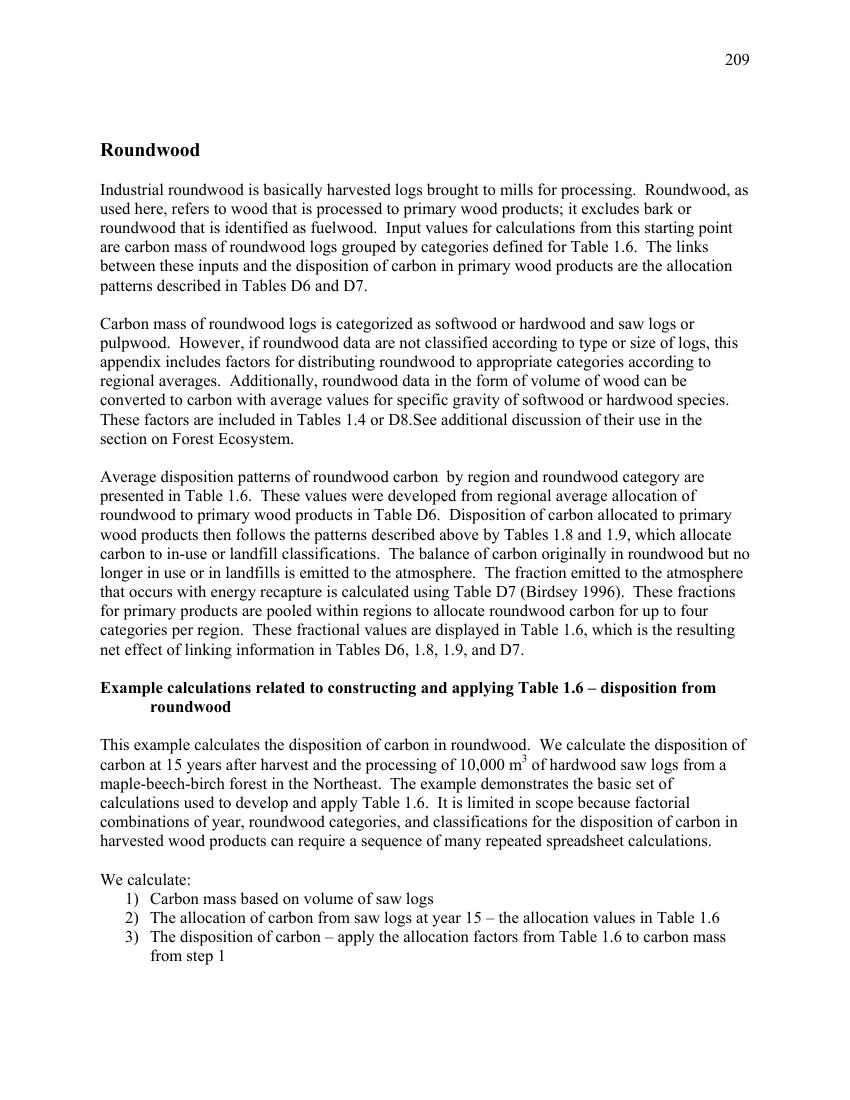 209
Roundwood
Industrial roundwood is basically harvested logs brought to mills for processing.  Roundwood, as
used here, refers to wood that is processed to primary wood products; it excludes bark or
roundwood that is identified as fuelwood.  Input values for calculations from this starting point
are carbon mass of roundwood logs grouped by categories defined for Table 1.6.  The links
between these inputs and the disposition of carbon in primary wood products are the allocation
patterns described in Tables D6 and D7.
Carbon mass of roundwood logs is categorized as softwood or hardwood and saw logs or
pulpwood.  However, if roundwood data are not classified according to type or size of logs, this
appendix includes factors for distributing roundwood to appropriate categories according to
regional averages.  Additionally, roundwood data in the form of volume of wood can be
converted to carbon with average values for specific gravity of softwood or hardwood species.
These factors are included in Tables 1.4 or D8.See additional discussion of their use in the
section on Forest Ecosystem.
Average disposition patterns of roundwood carbon  by region and roundwood category are
presented in Table 1.6.  These values were developed from regional average allocation of
roundwood to primary wood products in Table D6.  Disposition of carbon allocated to primary
wood products then follows the patterns described above by Tables 1.8 and 1.9, which allocate
carbon to in-use or landfill classifications.  The balance of carbon originally in roundwood but no
longer in use or in landfills is emitted to the atmosphere.  The fraction emitted to the atmosphere
that occurs with energy recapture is calculated using Table D7 (Birdsey 1996).  These fractions
for primary products are pooled within regions to allocate roundwood carbon for up to four
categories per region.  These fractional values are displayed in Table 1.6, which is the resulting
net effect of linking information in Tables D6, 1.8, 1.9, and D7.
Example calculations related to constructing and applying Table 1.6 – disposition from
roundwood
This example calculates the disposition of carbon in roundwood.  We calculate the disposition of
carbon at 15 years after harvest and the processing of 10,000 m³ of hardwood saw logs from a
maple-beech-birch forest in the Northeast.  The example demonstrates the basic set of
calculations used to develop and apply Table 1.6.  It is limited in scope because factorial
combinations of year, roundwood categories, and classifications for the disposition of carbon in
harvested wood products can require a sequence of many repeated spreadsheet calculations.
We calculate:
1) Carbon mass based on volume of saw logs
2) The allocation of carbon from saw logs at year 15 – the allocation values in Table 1.6
3) The disposition of carbon – apply the allocation factors from Table 1.6 to carbon mass
from step 1